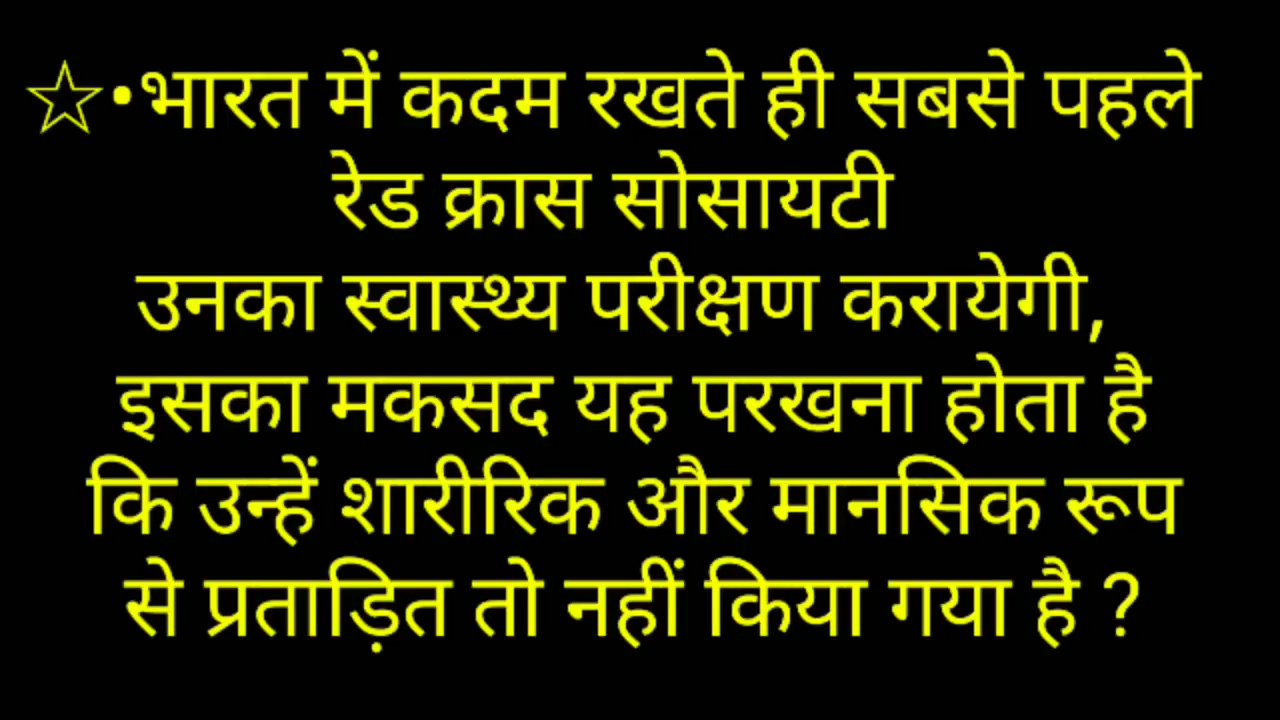 ☆•भारत में कदम रखते ही सबसे पहले
रेड क्रास सोसायटी
उनका स्वास्थ्य परीक्षण करायेगी,
इसका मकसद यह परखना होता है
कि उन्हें शारीरिक और मानसिक रूप
से प्रताड़ित तो नहीं किया गया है ?